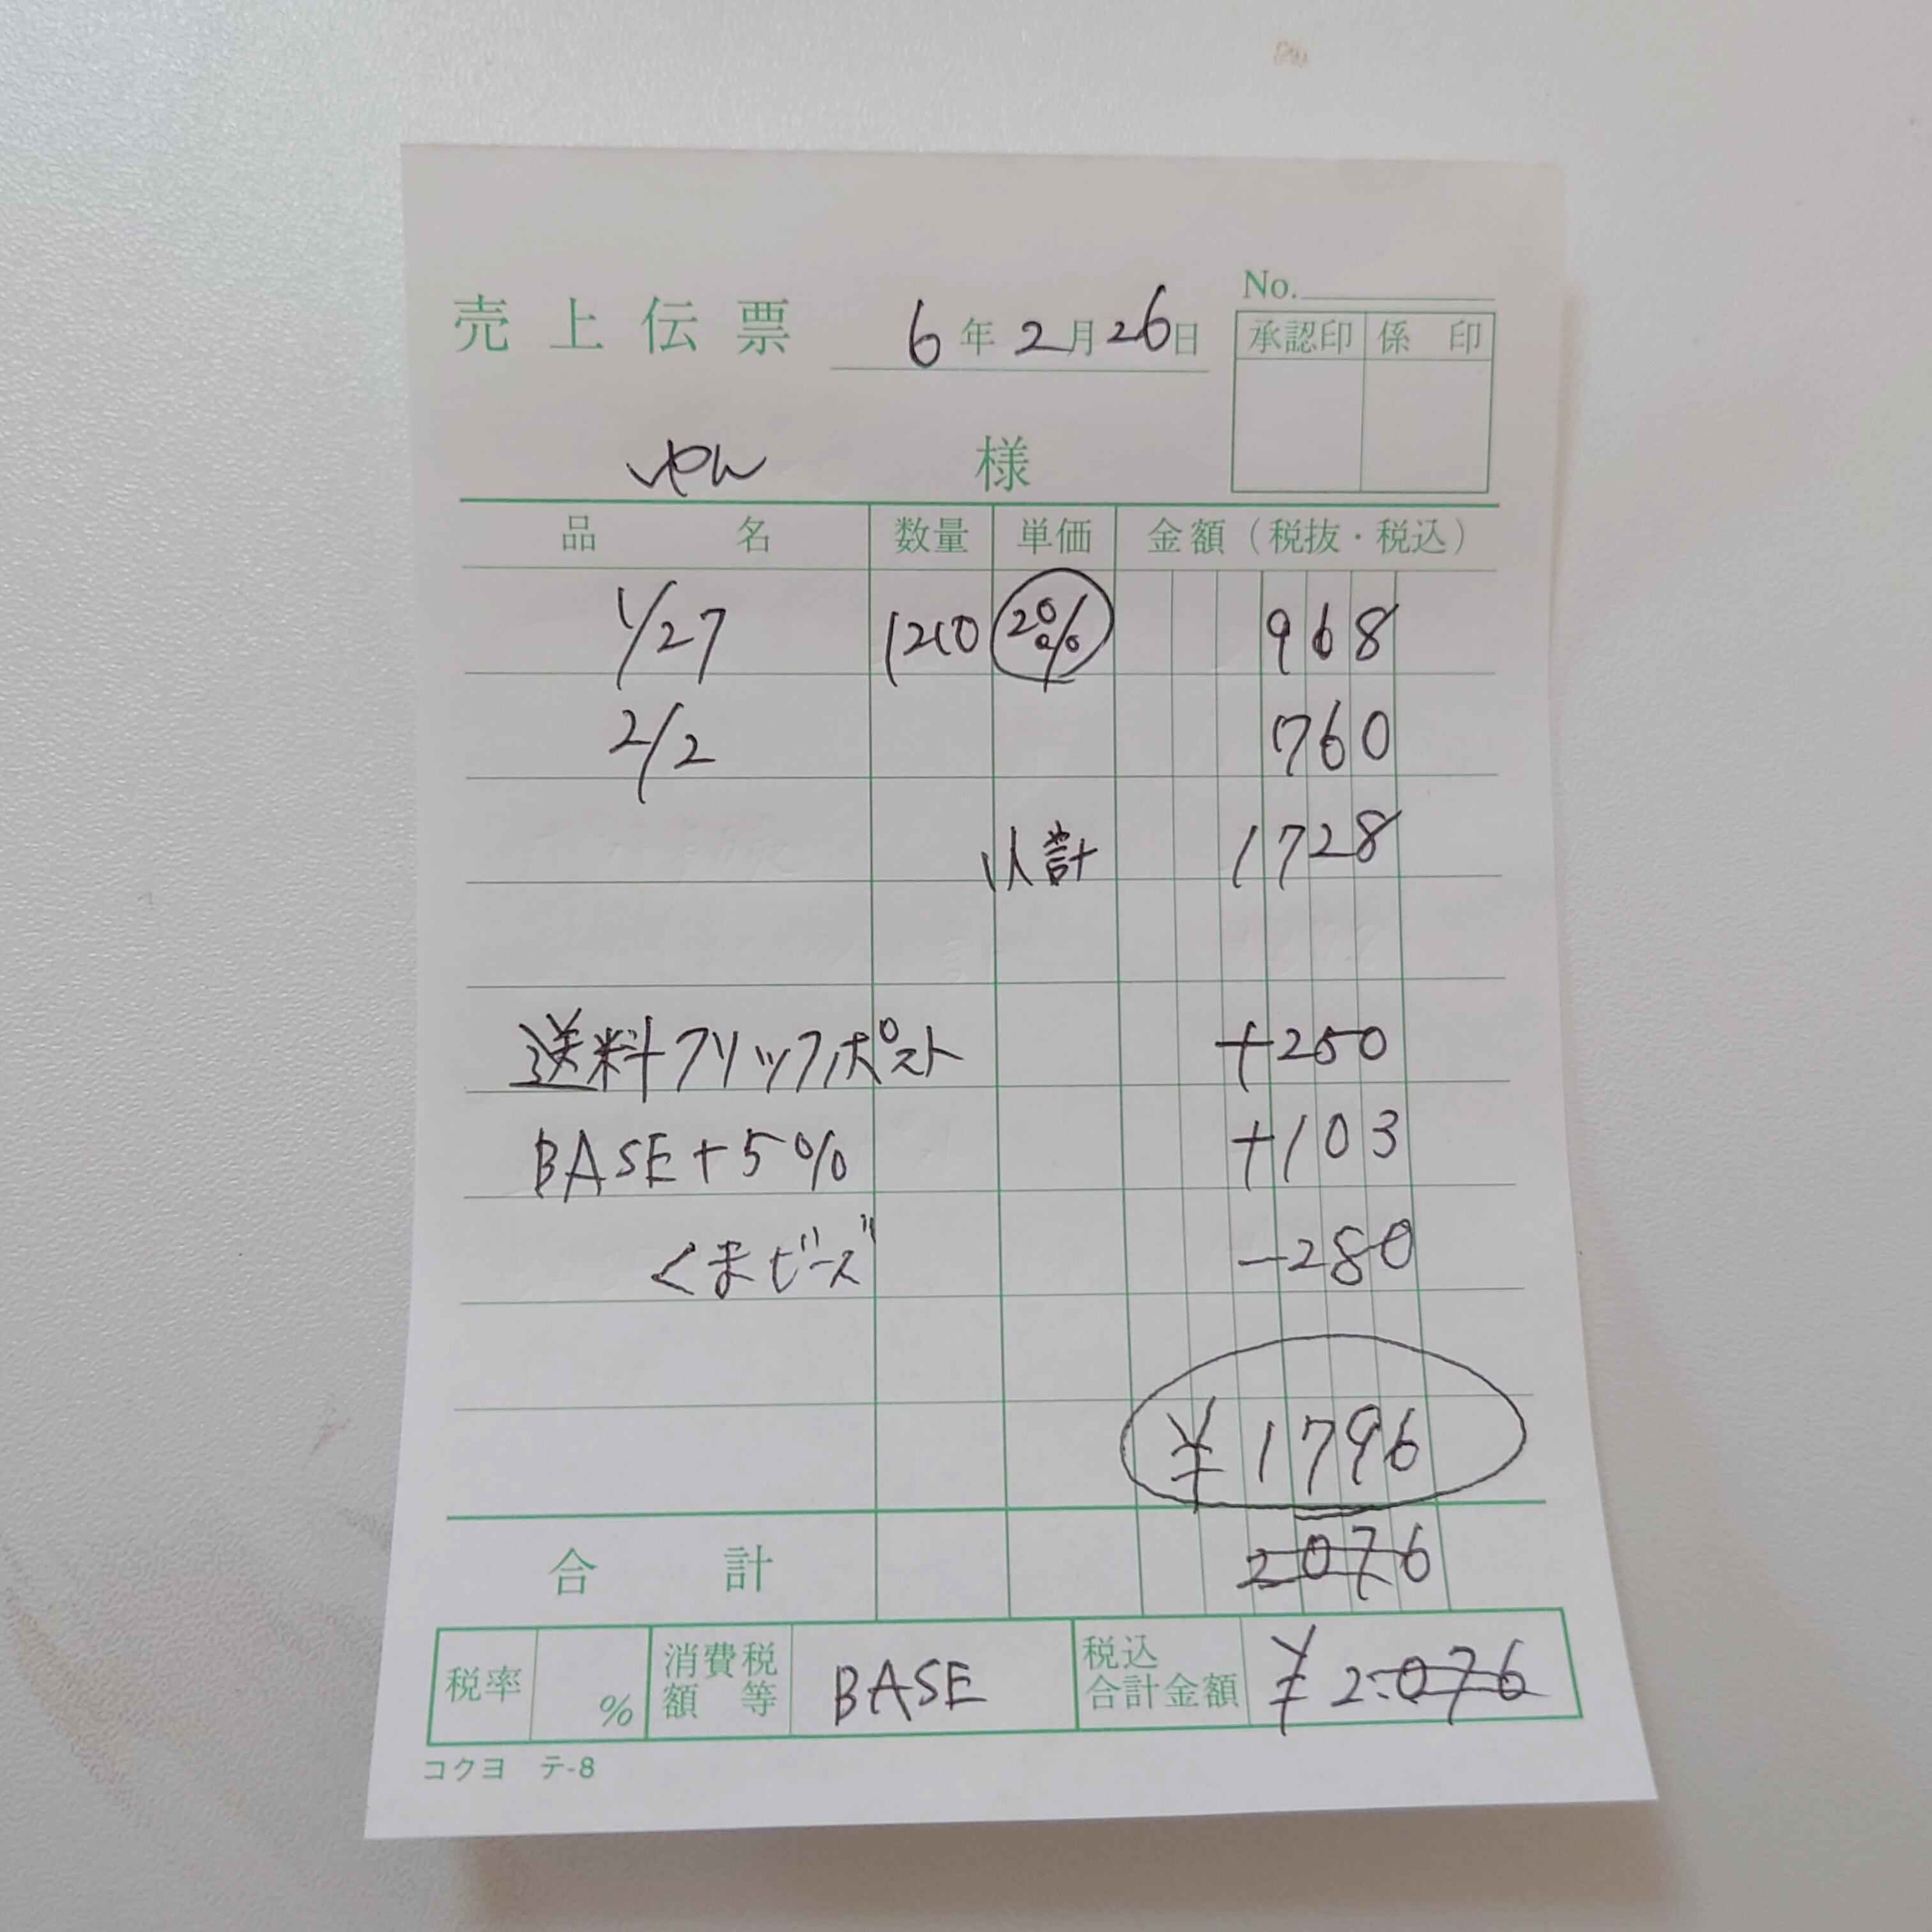 No.
売上伝票 6年2月26日
承認印 係印
様
品名 数量 単価 金額（税抜・税込）
1/27 1210 20% 968
2/2 760
小計 1728
送料クリックポスト +250
BASE+5% +103
くまビーズ -280
¥1796
合計 2076
税率 % 消費税額等 BASE 税込合計金額 ¥2,076
コクヨ テ-8